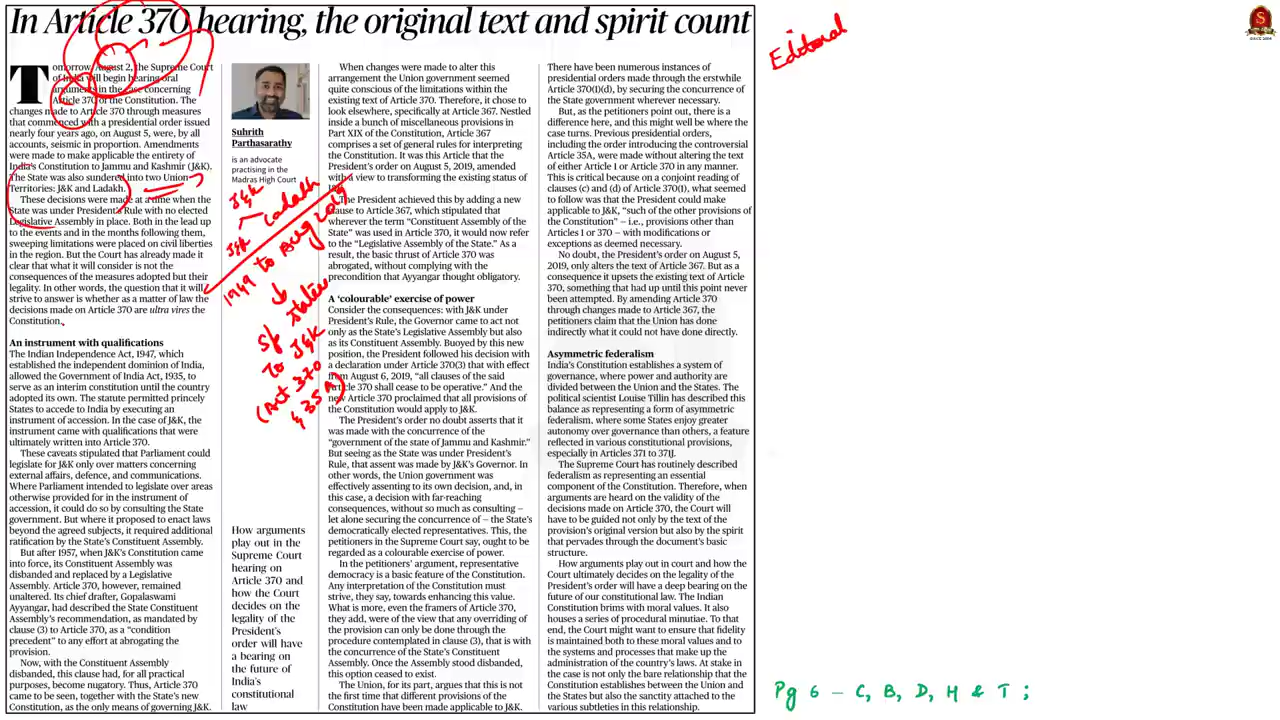 In Article 370 hearing, the original text and spirit count
Tomorrow, August 2, the Supreme Court
of India will begin hearing oral
arguments in the case concerning
Article 370 of the Constitution. The
changes made to Article 370 through measures
that commenced with a presidential order issued
nearly four years ago, on August 5, were, by all
accounts, seismic in proportion. Amendments
were made to make applicable the entirety of
India's Constitution to Jammu and Kashmir (J&K).
The State was also sundered into two Union
Territories: J&K and Ladakh.
These decisions were made at a time when the
State was under President's Rule with no elected
Legislative Assembly in place. Both in the lead up
to the events and in the months following them,
sweeping limitations were placed on civil liberties
in the region. But the Court has already made it
clear that what it will consider is not the
consequences of the measures adopted but their
legality. In other words, the question that it will
strive to answer is whether as a matter of law the
decisions made on Article 370 are ultra vires the
Constitution.
An instrument with qualifications
The Indian Independence Act, 1947, which
established the independent dominion of India,
allowed the Government of India Act, 1935, to
serve as an interim constitution until the country
adopted its own. The statute permitted princely
States to accede to India by executing an
instrument of accession. In the case of J&K, the
instrument came with qualifications that were
ultimately written into Article 370.
These caveats stipulated that Parliament could
legislate for J&K only over matters concerning
external affairs, defence, and communications.
Where Parliament intended to legislate over areas
otherwise provided for in the instrument of
accession, it could do so by consulting the State
government. But where it proposed to enact laws
beyond the agreed subjects, it required additional
ratification by the State's Constituent Assembly.
But after 1957, when J&K's Constitution came
into force, its Constituent Assembly was
disbanded and replaced by a Legislative
Assembly. Article 370, however, remained
unaltered. Its chief drafter, Gopalaswami
Ayyangar, had described the State Constituent
Assembly's recommendation, as mandated by
clause (3) to Article 370, as a "condition
precedent" to any effort at abrogating the
provision.
Now, with the Constituent Assembly
disbanded, this clause had, for all practical
purposes, become nugatory. Thus, Article 370
came to be seen, together with the State's new
Constitution, as the only means of governing J&K.
Suhrith
Parthasarathy
is an advocate
practising in the
Madras High Court
J&K
J&K Ladakh
1949 to Aug 2019
Status
to J&K
(Art 370
& 35A)
How arguments
play out in the
Supreme Court
hearing on
Article 370 and
how the Court
decides on the
legality of the
President's
order will have
a bearing on
the future of
India's
constitutional
law
When changes were made to alter this
arrangement the Union government seemed
quite conscious of the limitations within the
existing text of Article 370. Therefore, it chose to
look elsewhere, specifically at Article 367. Nestled
inside a bunch of miscellaneous provisions in
Part XIX of the Constitution, Article 367
comprises a set of general rules for interpreting
the Constitution. It was this Article that the
President's order on August 5, 2019, amended
with a view to transforming the existing status of
The President achieved this by adding a new
clause to Article 367, which stipulated that
wherever the term "Constituent Assembly of the
State" was used in Article 370, it would now refer
to the "Legislative Assembly of the State." As a
result, the basic thrust of Article 370 was
abrogated, without complying with the
precondition that Ayyangar thought obligatory.
A 'colourable' exercise of power
Consider the consequences: with J&K under
President's Rule, the Governor came to act not
only as the State's Legislative Assembly but also
as its Constituent Assembly. Buoyed by this new
position, the President followed his decision with
a declaration under Article 370(3) that with effect
from August 6, 2019, "all clauses of the said
Article 370 shall cease to be operative." And the
new Article 370 proclaimed that all provisions of
the Constitution would apply to J&K.
The President's order no doubt asserts that it
was made with the concurrence of the
"government of the state of Jammu and Kashmir."
But seeing as the State was under President's
Rule, that assent was made by J&K's Governor. In
other words, the Union government was
effectively assenting to its own decision, and, in
this case, a decision with far-reaching
consequences, without so much as consulting –
let alone securing the concurrence of – the State's
democratically elected representatives. This, the
petitioners in the Supreme Court say, ought to be
regarded as a colourable exercise of power.
In the petitioners' argument, representative
democracy is a basic feature of the Constitution.
Any interpretation of the Constitution must
strive, they say, towards enhancing this value.
What is more, even the framers of Article 370,
they add, were of the view that any overriding of
the provision can only be done through the
procedure contemplated in clause (3), that is with
the concurrence of the State's Constituent
Assembly. Once the Assembly stood disbanded,
this option ceased to exist.
The Union, for its part, argues that this is not
the first time that different provisions of the
Constitution have been made applicable to J&K.
There have been numerous instances of
presidential orders made through the erstwhile
Article 370(1)(d), by securing the concurrence of
the State government wherever necessary.
But, as the petitioners point out, there is a
difference here, and this might well be where the
case turns. Previous presidential orders,
including the order introducing the controversial
Article 35A, were made without altering the text
of either Article 1 or Article 370 in any manner.
This is critical because on a conjoint reading of
clauses (c) and (d) of Article 370(1), what seemed
to follow was that the President could make
applicable to J&K, "such of the other provisions of
the Constitution" – i.e., provisions other than
Articles 1 or 370 – with modifications or
exceptions as deemed necessary.
No doubt, the President's order on August 5,
2019, only alters the text of Article 367. But as a
consequence it upsets the existing text of Article
370, something that had up until this point never
been attempted. By amending Article 370
through changes made to Article 367, the
petitioners claim that the Union has done
indirectly what it could not have done directly.
Asymmetric federalism
India's Constitution establishes a system of
governance, where power and authority are
divided between the Union and the States. The
political scientist Louise Tillin has described this
balance as representing a form of asymmetric
federalism, where some States enjoy greater
autonomy over governance than others, a feature
reflected in various constitutional provisions,
especially in Articles 371 to 371J.
The Supreme Court has routinely described
federalism as representing an essential
component of the Constitution. Therefore, when
arguments are heard on the validity of the
decisions made on Article 370, the Court will
have to be guided not only by the text of the
provision's original version but also by the spirit
that pervades through the document's basic
structure.
How arguments play out in court and how the
Court ultimately decides on the legality of the
President's order will have a deep bearing on the
future of our constitutional law. The Indian
Constitution brims with moral values. It also
houses a series of procedural minutiae. To that
end, the Court might want to ensure that fidelity
is maintained both to these moral values and to
the systems and processes that make up the
administration of the country's laws. At stake in
the case is not only the bare relationship that the
Constitution establishes between the Union and
the States but also the sanctity attached to the
various subtleties in this relationship.
Editorial
Pg 6 – C, B, D, H & T ;